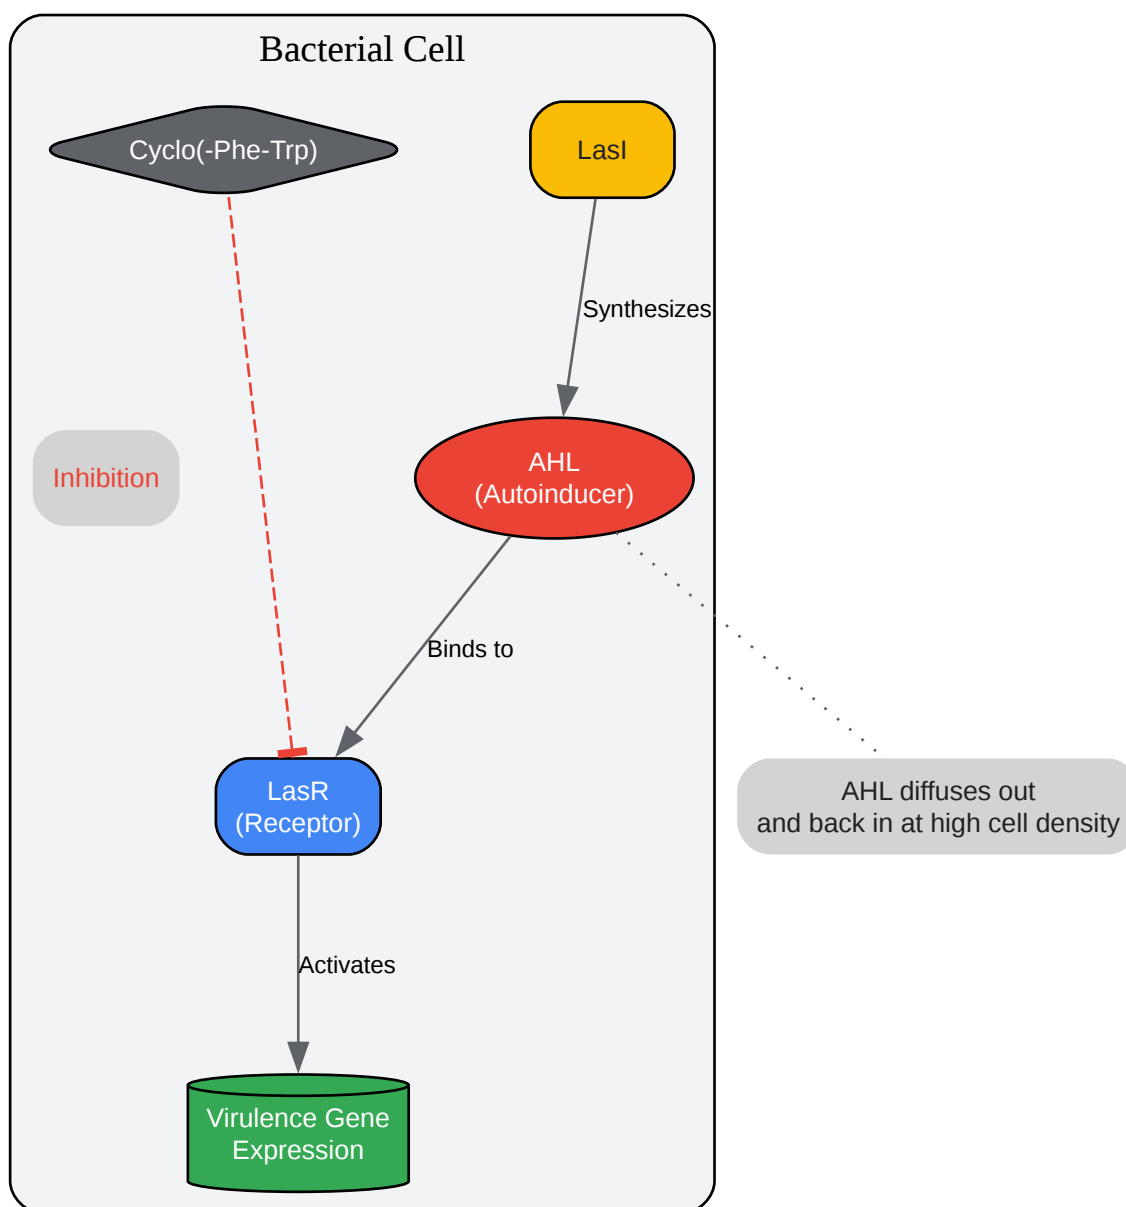 Bacterial Cell
Cyclo(-Phe-Trp)
LasI
Synthesizes
Inhibition
AHL
(Autoinducer)
Binds to
LasR
(Receptor)
AHL diffuses out
and back in at high cell density
Activates
Virulence Gene
Expression